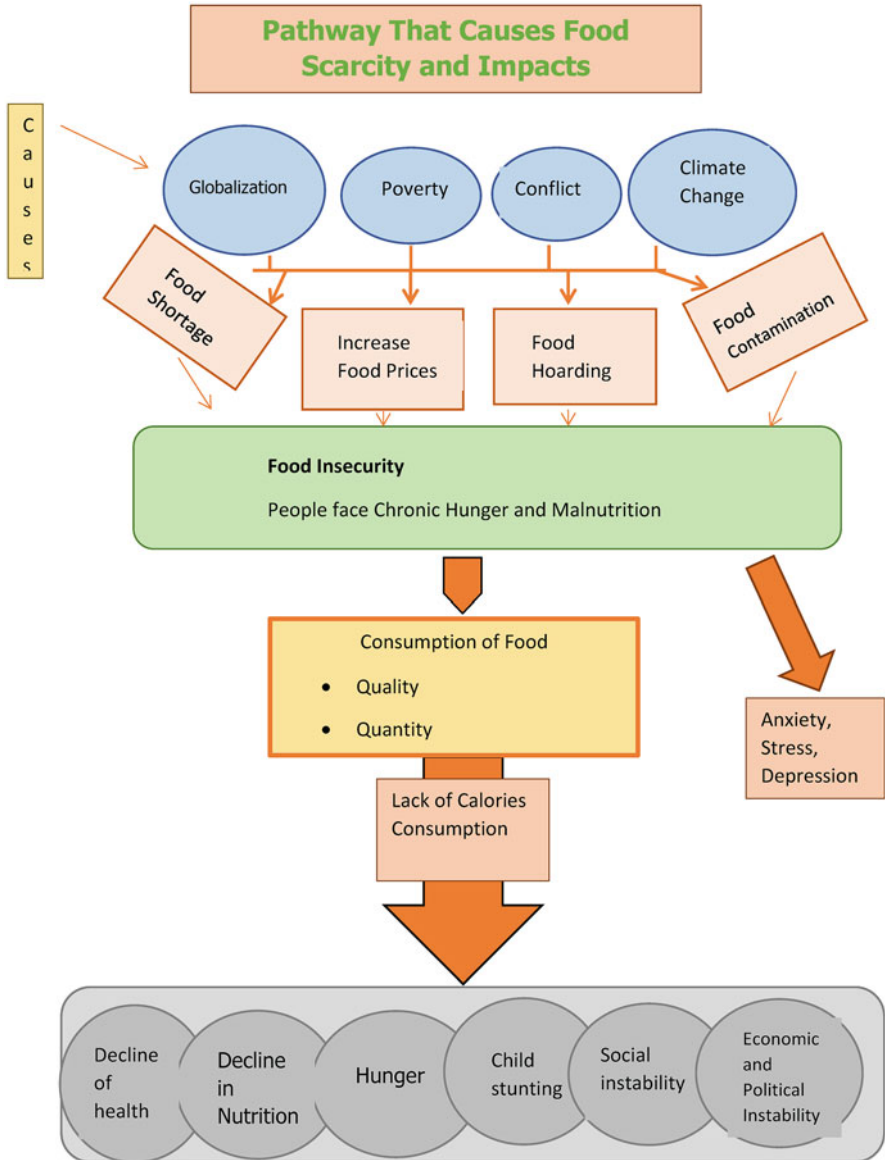 Pathway That Causes Food
Scarcity and Impacts
C
a
u
s
e
s
Globalization
Poverty
Conflict
Climate
Change
Food
Shortage
Increase
Food Prices
Food
Hoarding
Food
Contamination
Food Insecurity
People face Chronic Hunger and Malnutrition
Consumption of Food
• Quality
• Quantity
Anxiety,
Stress,
Depression
Lack of Calories
Consumption
Decline
of
health
Decline
in
Nutrition
Hunger
Child
stunting
Social
instability
Economic
and
Political
Instability